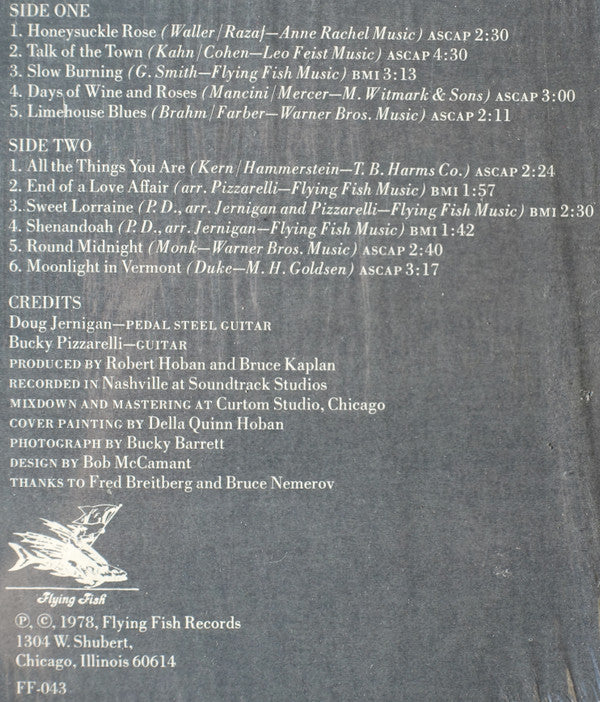 SIDE ONE
1. Honeysuckle Rose (Waller/Razaf—Anne Rachel Music) ASCAP 2:30
2. Talk of the Town (Kahn/Cohen—Leo Feist Music) ASCAP 4:30
3. Slow Burning (G. Smith—Flying Fish Music) BMI 3:13
4. Days of Wine and Roses (Mancini/Mercer—M. Witmark & Sons) ASCAP 3:00
5. Limehouse Blues (Brahm/Farber—Warner Bros. Music) ASCAP 2:11
SIDE TWO
1. All the Things You Are (Kern/Hammerstein—T. B. Harms Co.) ASCAP 2:24
2. End of a Love Affair (arr. Pizzarelli—Flying Fish Music) BMI 1:57
3. Sweet Lorraine (P. D., arr. Jernigan and Pizzarelli—Flying Fish Music) BMI 2:30
4. Shenandoah (P. D., arr. Jernigan—Flying Fish Music) BMI 1:42
5. Round Midnight (Monk—Warner Bros. Music) ASCAP 2:40
6. Moonlight in Vermont (Duke—M. H. Goldsen) ASCAP 3:17
CREDITS
Doug Jernigan—PEDAL STEEL GUITAR
Bucky Pizzarelli—GUITAR
PRODUCED BY Robert Hoban and Bruce Kaplan
RECORDED IN Nashville at Soundtrack Studios
MIXDOWN AND MASTERING AT Curtom Studio, Chicago
COVER PAINTING BY Della Quinn Hoban
PHOTOGRAPH BY Bucky Barrett
DESIGN BY Bob McCamant
THANKS TO Fred Breitberg and Bruce Nemerov
Flying Fish
℗, ©, 1978, Flying Fish Records
1304 W. Shubert,
Chicago, Illinois 60614
FF-043